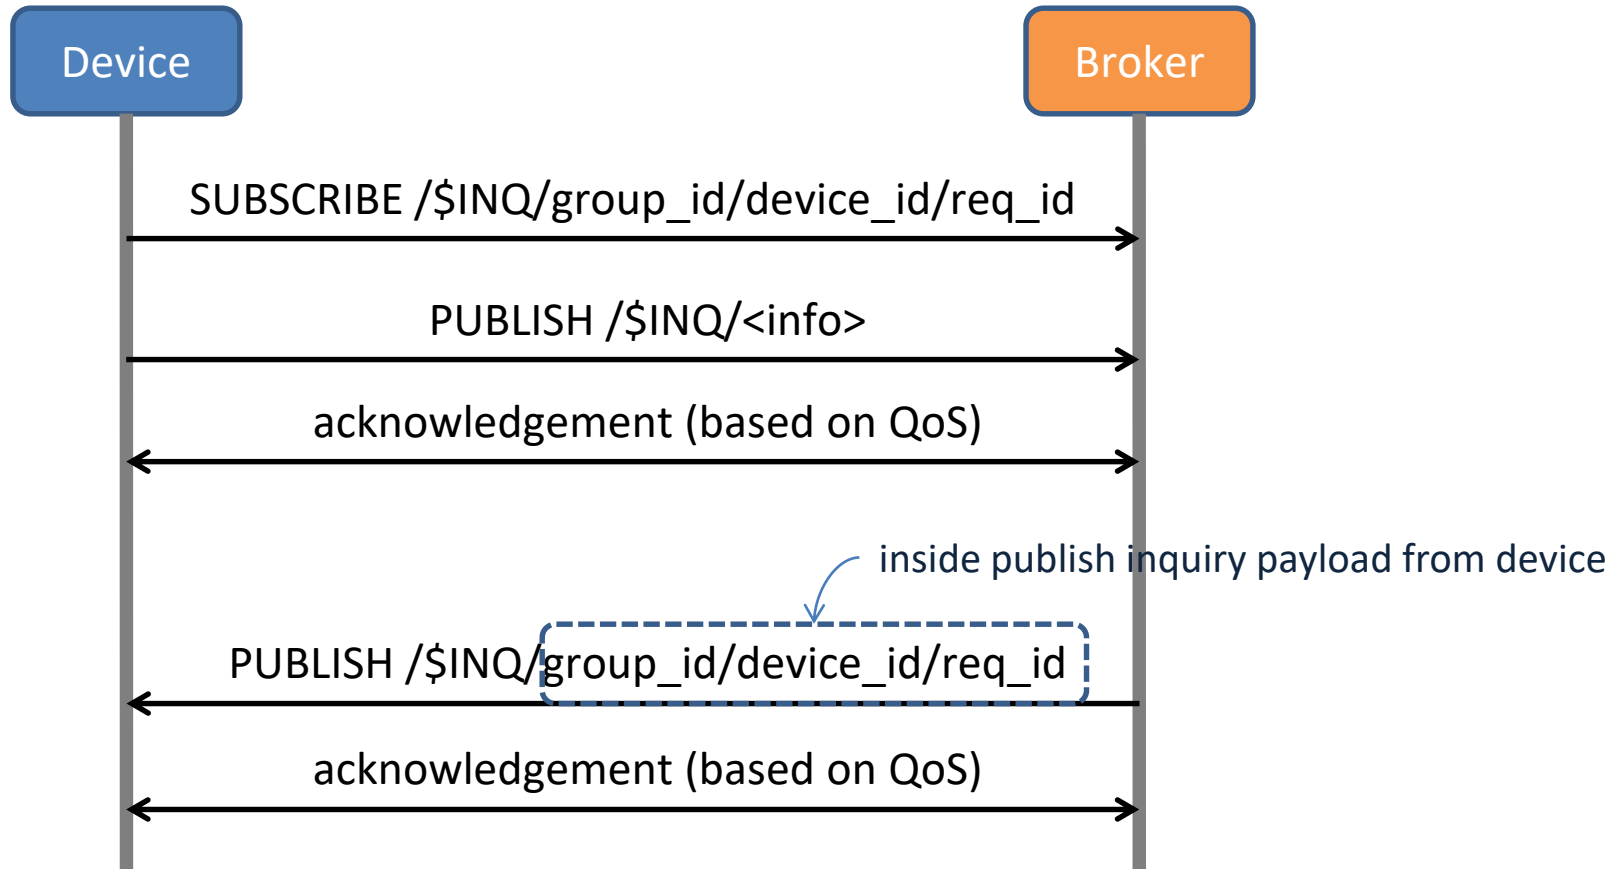 Device
Broker
SUBSCRIBE /$INQ/group_id/device_id/req_id
PUBLISH /$INQ/<info>
acknowledgement (based on QoS)
inside publish inquiry payload from device
PUBLISH /$INQ/group_id/device_id/req_id
acknowledgement (based on QoS)